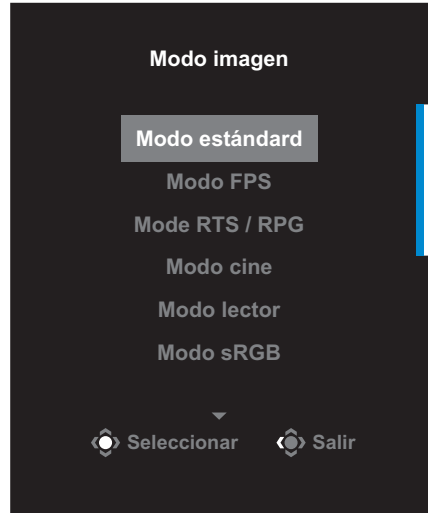 Modo imagen
Modo estándard
Modo FPS
Mode RTS / RPG
Modo cine
Modo lector
Modo sRGB
Seleccionar Salir